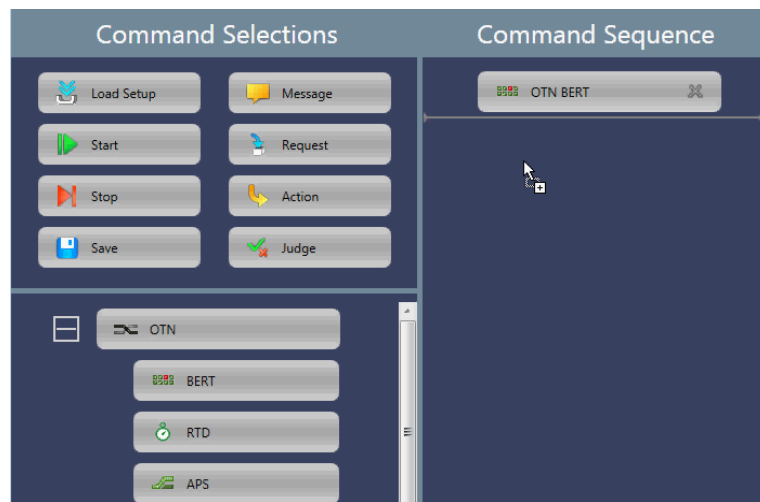 Command Selections
Load Setup
Message
Start
Request
Stop
Action
Save
Judge
OTN
BERT
RTD
APS
Command Sequence
OTN BERT